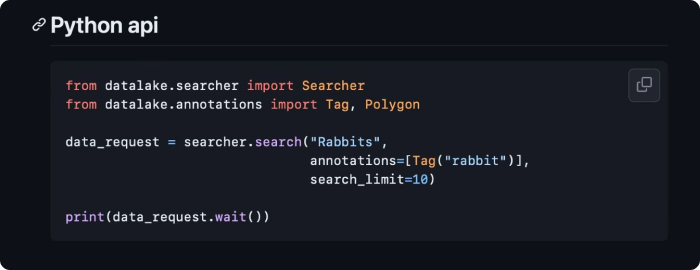 Python api
from datalake.searcher import Searcher
from datalake.annotations import Tag, Polygon
data_request = searcher.search("Rabbits",
annotations=[Tag("rabbit")],
search_limit=10)
print(data_request.wait())